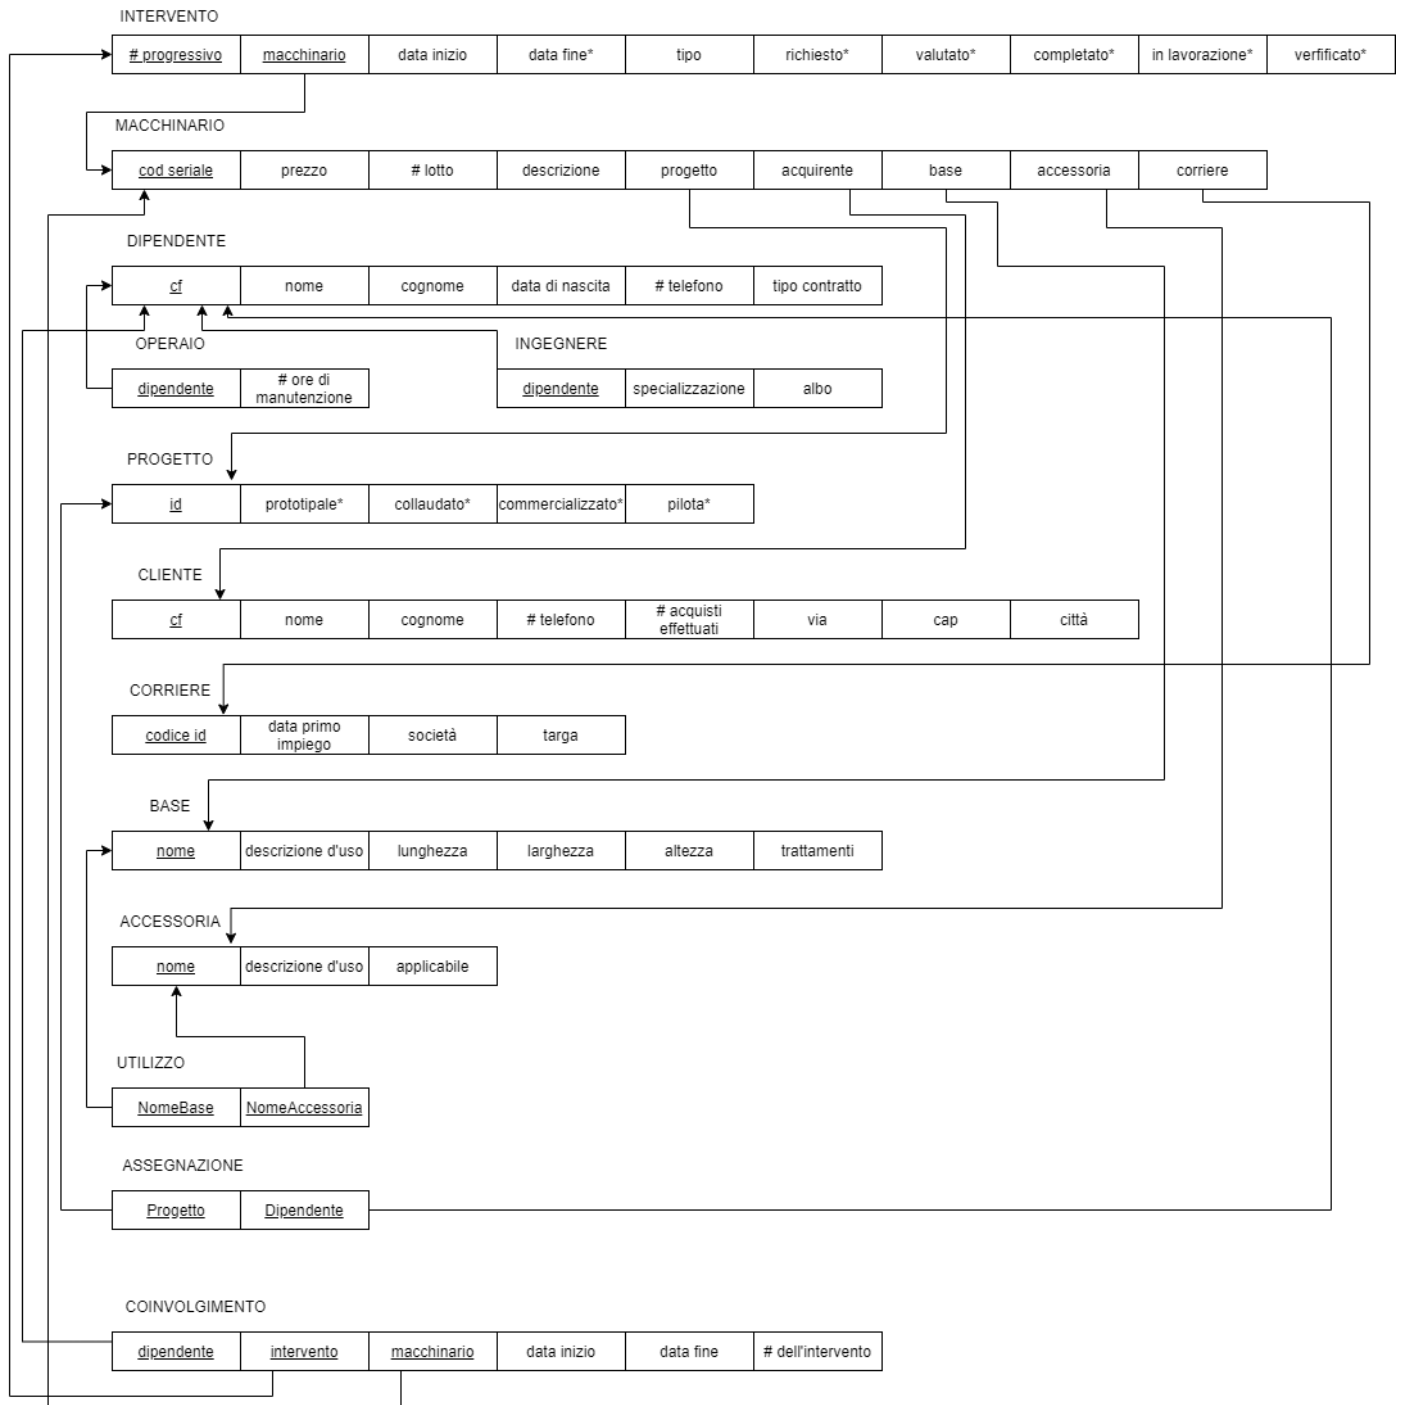 INTERVENTO
# progressivo macchinario data inizio data fine* tipo richiesto* valutato* completato* in lavorazione* verfificato*
MACCHINARIO
cod seriale prezzo # lotto descrizione progetto acquirente base accessoria corriere
DIPENDENTE
cf nome cognome data di nascita # telefono tipo contratto
OPERAIO INGEGNERE
dipendente # ore di manutenzione dipendente specializzazione albo
PROGETTO
id prototipale* collaudato* commercializzato* pilota*
CLIENTE
cf nome cognome # telefono # acquisti effettuati via cap città
CORRIERE
codice id data primo impiego società targa
BASE
nome descrizione d'uso lunghezza larghezza altezza trattamenti
ACCESSORIA
nome descrizione d'uso applicabile
UTILIZZO
NomeBase NomeAccessoria
ASSEGNAZIONE
Progetto Dipendente
COINVOLGIMENTO
dipendente intervento macchinario data inizio data fine # dell'intervento